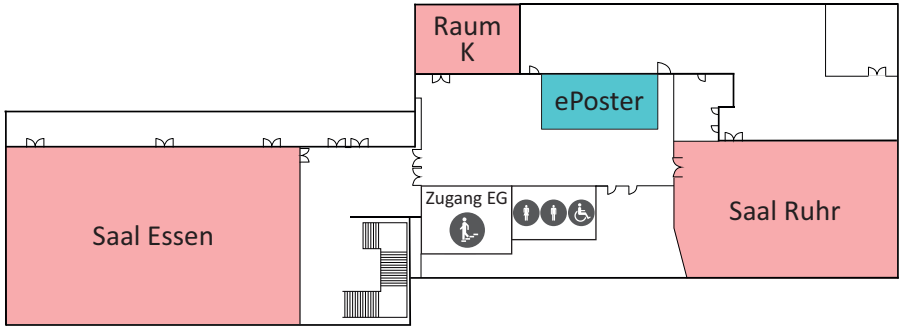 Raum
K
ePoster
Zugang EG
Saal Essen
Saal Ruhr